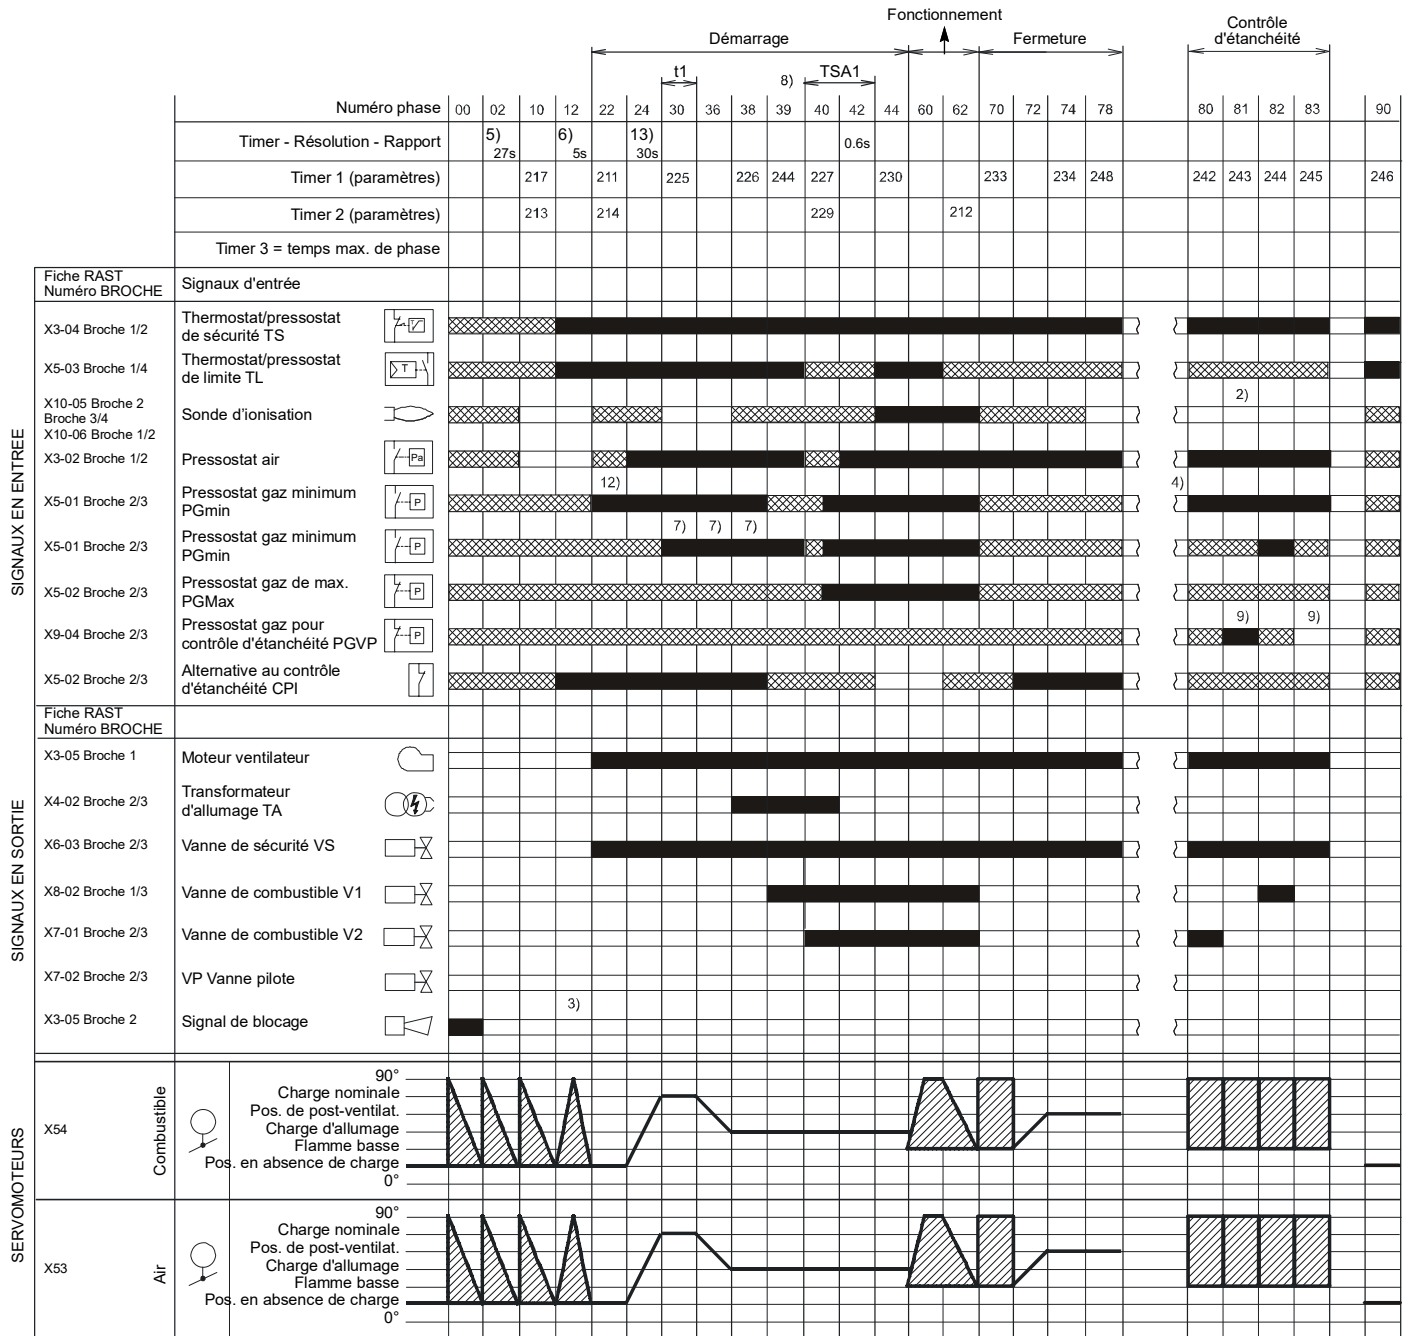 Fonctionnement
Démarrage
Fermeture
Contrôle
d'étanchéité
t1
8)
TSA1
Numéro phase 00 02 10 12 22 24 30 36 38 39 40 42 44 60 62 70 72 74 78 80 81 82 83 90
Timer - Résolution - Rapport 5) 27s 6) 5s 13) 30s 0.6s
Timer 1 (paramètres) 217 211 225 226 244 227 230 233 234 248 242 243 244 245 246
Timer 2 (paramètres) 213 214 229 212
Timer 3 = temps max. de phase
SIGNAUX EN ENTREE
Fiche RAST
Numéro BROCHE
Signaux d'entrée
X3-04 Broche 1/2
Thermostat/pressostat
de sécurité TS
X5-03 Broche 1/4
Thermostat/pressostat
de limite TL
T
2)
X10-05 Broche 2
Broche 3/4
X10-06 Broche 1/2
Sonde d'ionisation
X3-02 Broche 1/2
Pressostat air
Pa
12)
4)
X5-01 Broche 2/3
Pressostat gaz minimum
PGmin
P
7) 7) 7)
X5-01 Broche 2/3
Pressostat gaz minimum
PGmin
P
X5-02 Broche 2/3
Pressostat gaz de max.
PGMax
P
9) 9)
X9-04 Broche 2/3
Pressostat gaz pour
contrôle d'étanchéité PGVP
P
X5-02 Broche 2/3
Alternative au contrôle
d'étanchéité CPI
SIGNAUX EN SORTIE
Fiche RAST
Numéro BROCHE
X3-05 Broche 1
Moteur ventilateur
X4-02 Broche 2/3
Transformateur
d'allumage TA
X6-03 Broche 2/3
Vanne de sécurité VS
X8-02 Broche 1/3
Vanne de combustible V1
X7-01 Broche 2/3
Vanne de combustible V2
X7-02 Broche 2/3
VP Vanne pilote
3)
X3-05 Broche 2
Signal de blocage
SERVOMOTEURS
X54
Combustible
90°
Charge nominale
Pos. de post-ventilat.
Charge d'allumage
Flamme basse
Pos. en absence de charge
0°
X53
Air
90°
Charge nominale
Pos. de post-ventilat.
Charge d'allumage
Flamme basse
Pos. en absence de charge
0°